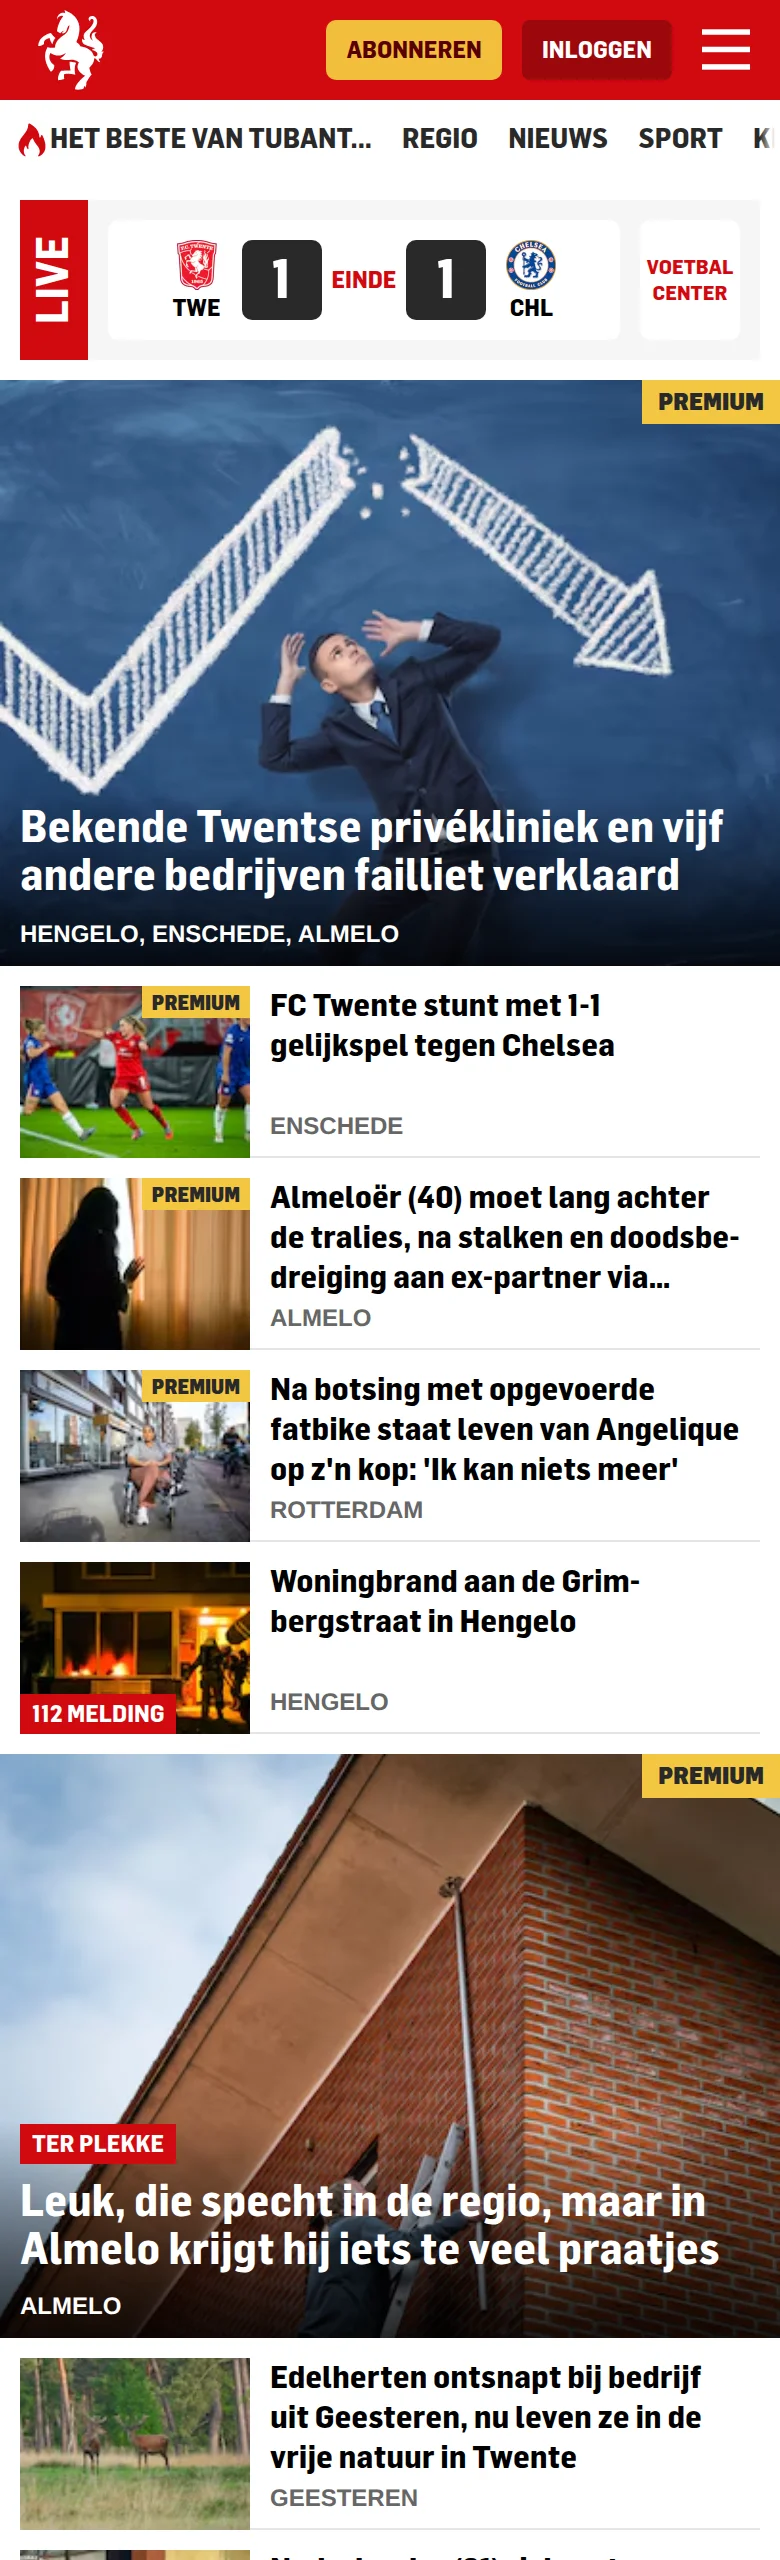 ABONNEREN
INLOGGEN
HET BESTE VAN TUBANT... REGIO NIEUWS SPORT
LIVE
TWE
1
EINDE
1
CHL
VOETBAL
CENTER
PREMIUM
Bekende Twentse privékliniek en vijf
andere bedrijven failliet verklaard
HENGELO, ENSCHEDE, ALMELO
PREMIUM
FC Twente stunt met 1-1
gelijkspel tegen Chelsea
ENSCHEDE
PREMIUM
Almeloër (40) moet lang achter
de tralies, na stalken en doodsbe-
dreiging aan ex-partner via...
ALMELO
PREMIUM
Na botsing met opgevoerde
fatbike staat leven van Angelique
op z'n kop: 'Ik kan niets meer'
ROTTERDAM
Woningbrand aan de Grim-
bergstraat in Hengelo
112 MELDING
HENGELO
PREMIUM
TER PLEKKE
Leuk, die specht in de regio, maar in
Almelo krijgt hij iets te veel praatjes
ALMELO
Edelherten ontsnapt bij bedrijf
uit Geesteren, nu leven ze in de
vrije natuur in Twente
GEESTEREN